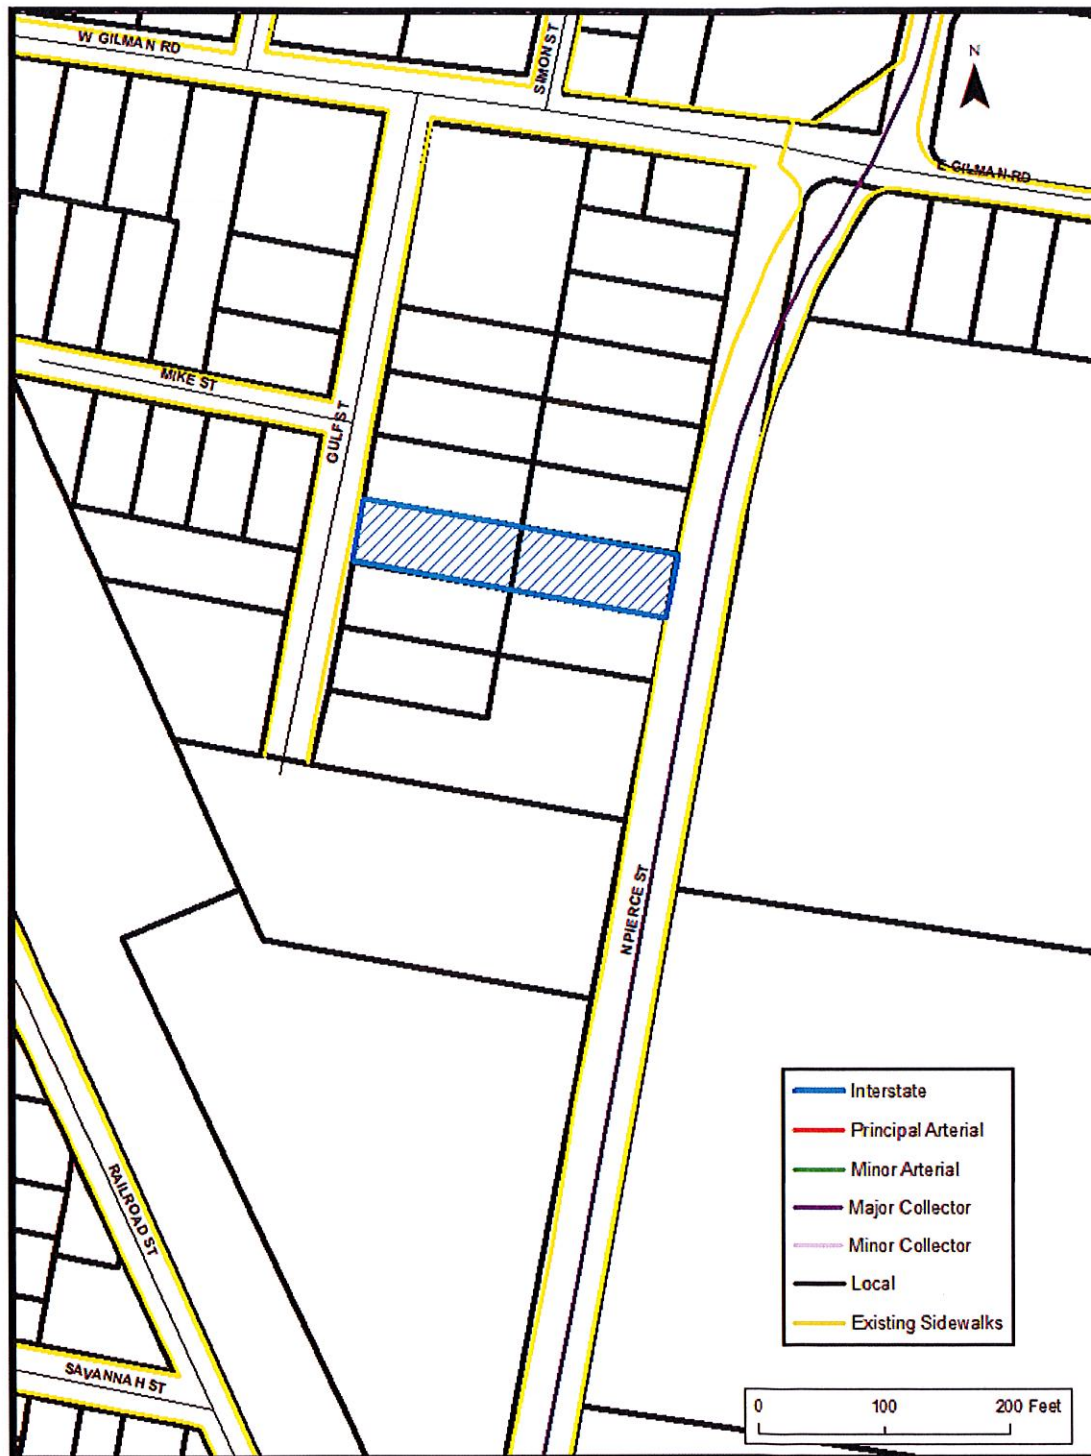 W GILMAN RD
SIMON ST
N
E GILMAN RD
MIKE ST
GULF ST
N PIERCE ST
RAILROAD ST
SAVANNAH ST
Interstate
Principal Arterial
Minor Arterial
Major Collector
Minor Collector
Local
Existing Sidewalks
0 100 200 Feet